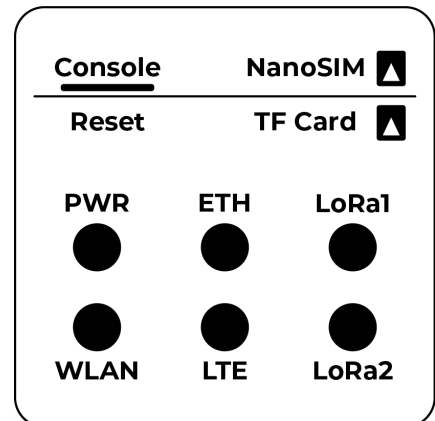 Console NanoSIM
Reset TF Card
PWR ETH LoRa1
WLAN LTE LoRa2